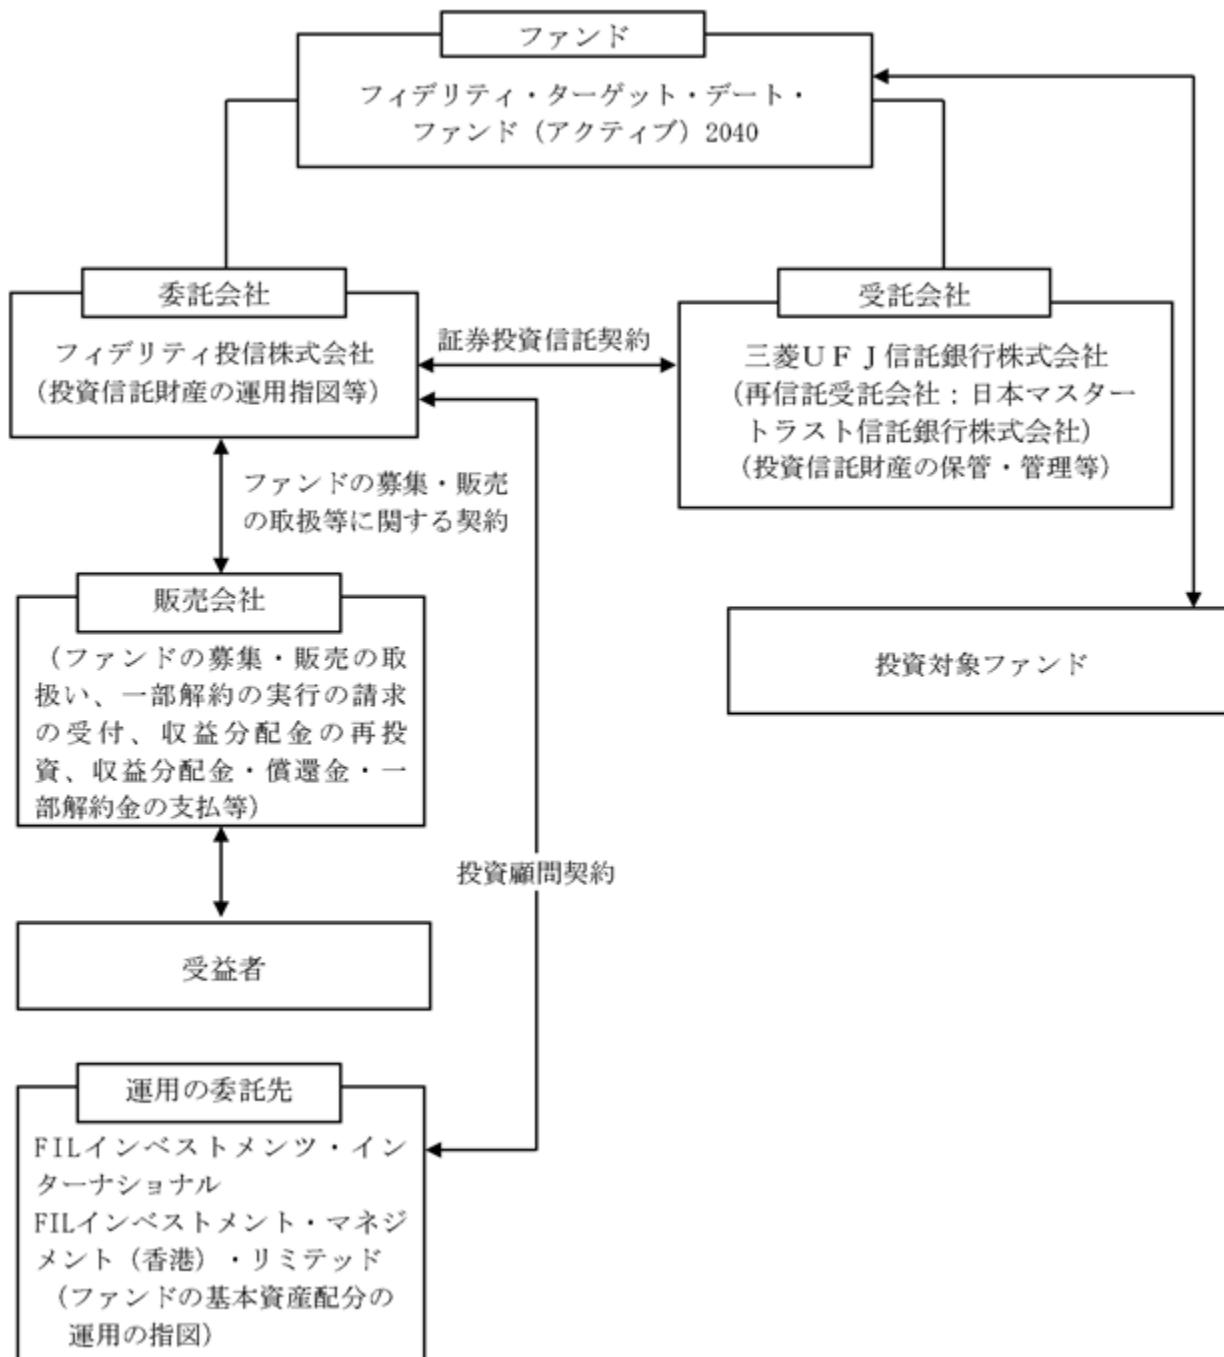 ファンド
フィデリティ・ターゲット・デート・
ファンド（アクティブ）2040
委託会社
フィデリティ投信株式会社
（投資信託財産の運用指図等）
証券投資信託契約
受託会社
三菱ＵＦＪ信託銀行株式会社
（再信託受託会社：日本マスター
トラスト信託銀行株式会社）
（投資信託財産の保管・管理等）
ファンドの募集・販売
の取扱等に関する契約
販売会社
（ファンドの募集・販売の取
扱い、一部解約の実行の請求
の受付、収益分配金の再投
資、収益分配金・償還金・一
部解約金の支払等）
投資対象ファンド
投資顧問契約
受益者
運用の委託先
FILインベストメンツ・イン
ターナショナル
FILインベストメント・マネジ
メント（香港）・リミテッド
（ファンドの基本資産配分の
運用の指図）